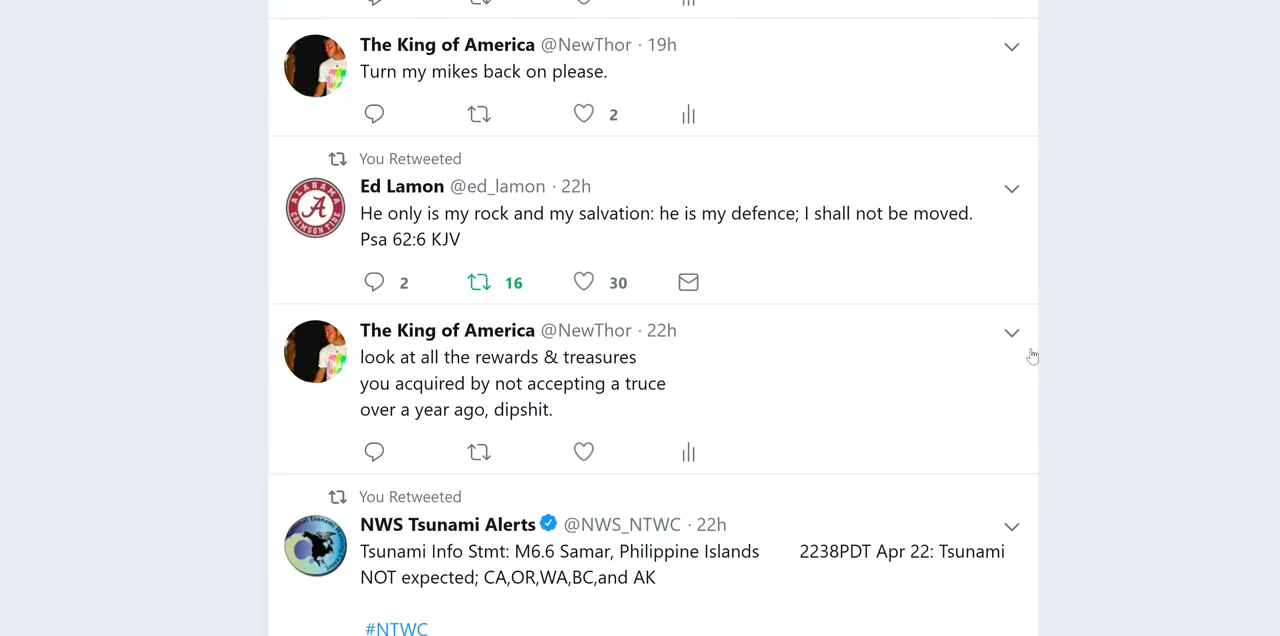 The King of America @NewThor · 19h
Turn my mikes back on please.
2
You Retweeted
Ed Lamon @ed_lamon · 22h
ALABAMA A CRIMSON TIDE
He only is my rock and my salvation: he is my defence; I shall not be moved.
Psa 62:6 KJV
2 16 30
The King of America @NewThor · 22h
look at all the rewards & treasures
you acquired by not accepting a truce
over a year ago, dipshit.
You Retweeted
NWS Tsunami Alerts @NWS_NTWC · 22h
Tsunami Info Stmt: M6.6 Samar, Philippine Islands 2238PDT Apr 22: Tsunami
NOT expected; CA,OR,WA,BC,and AK
#NTWC